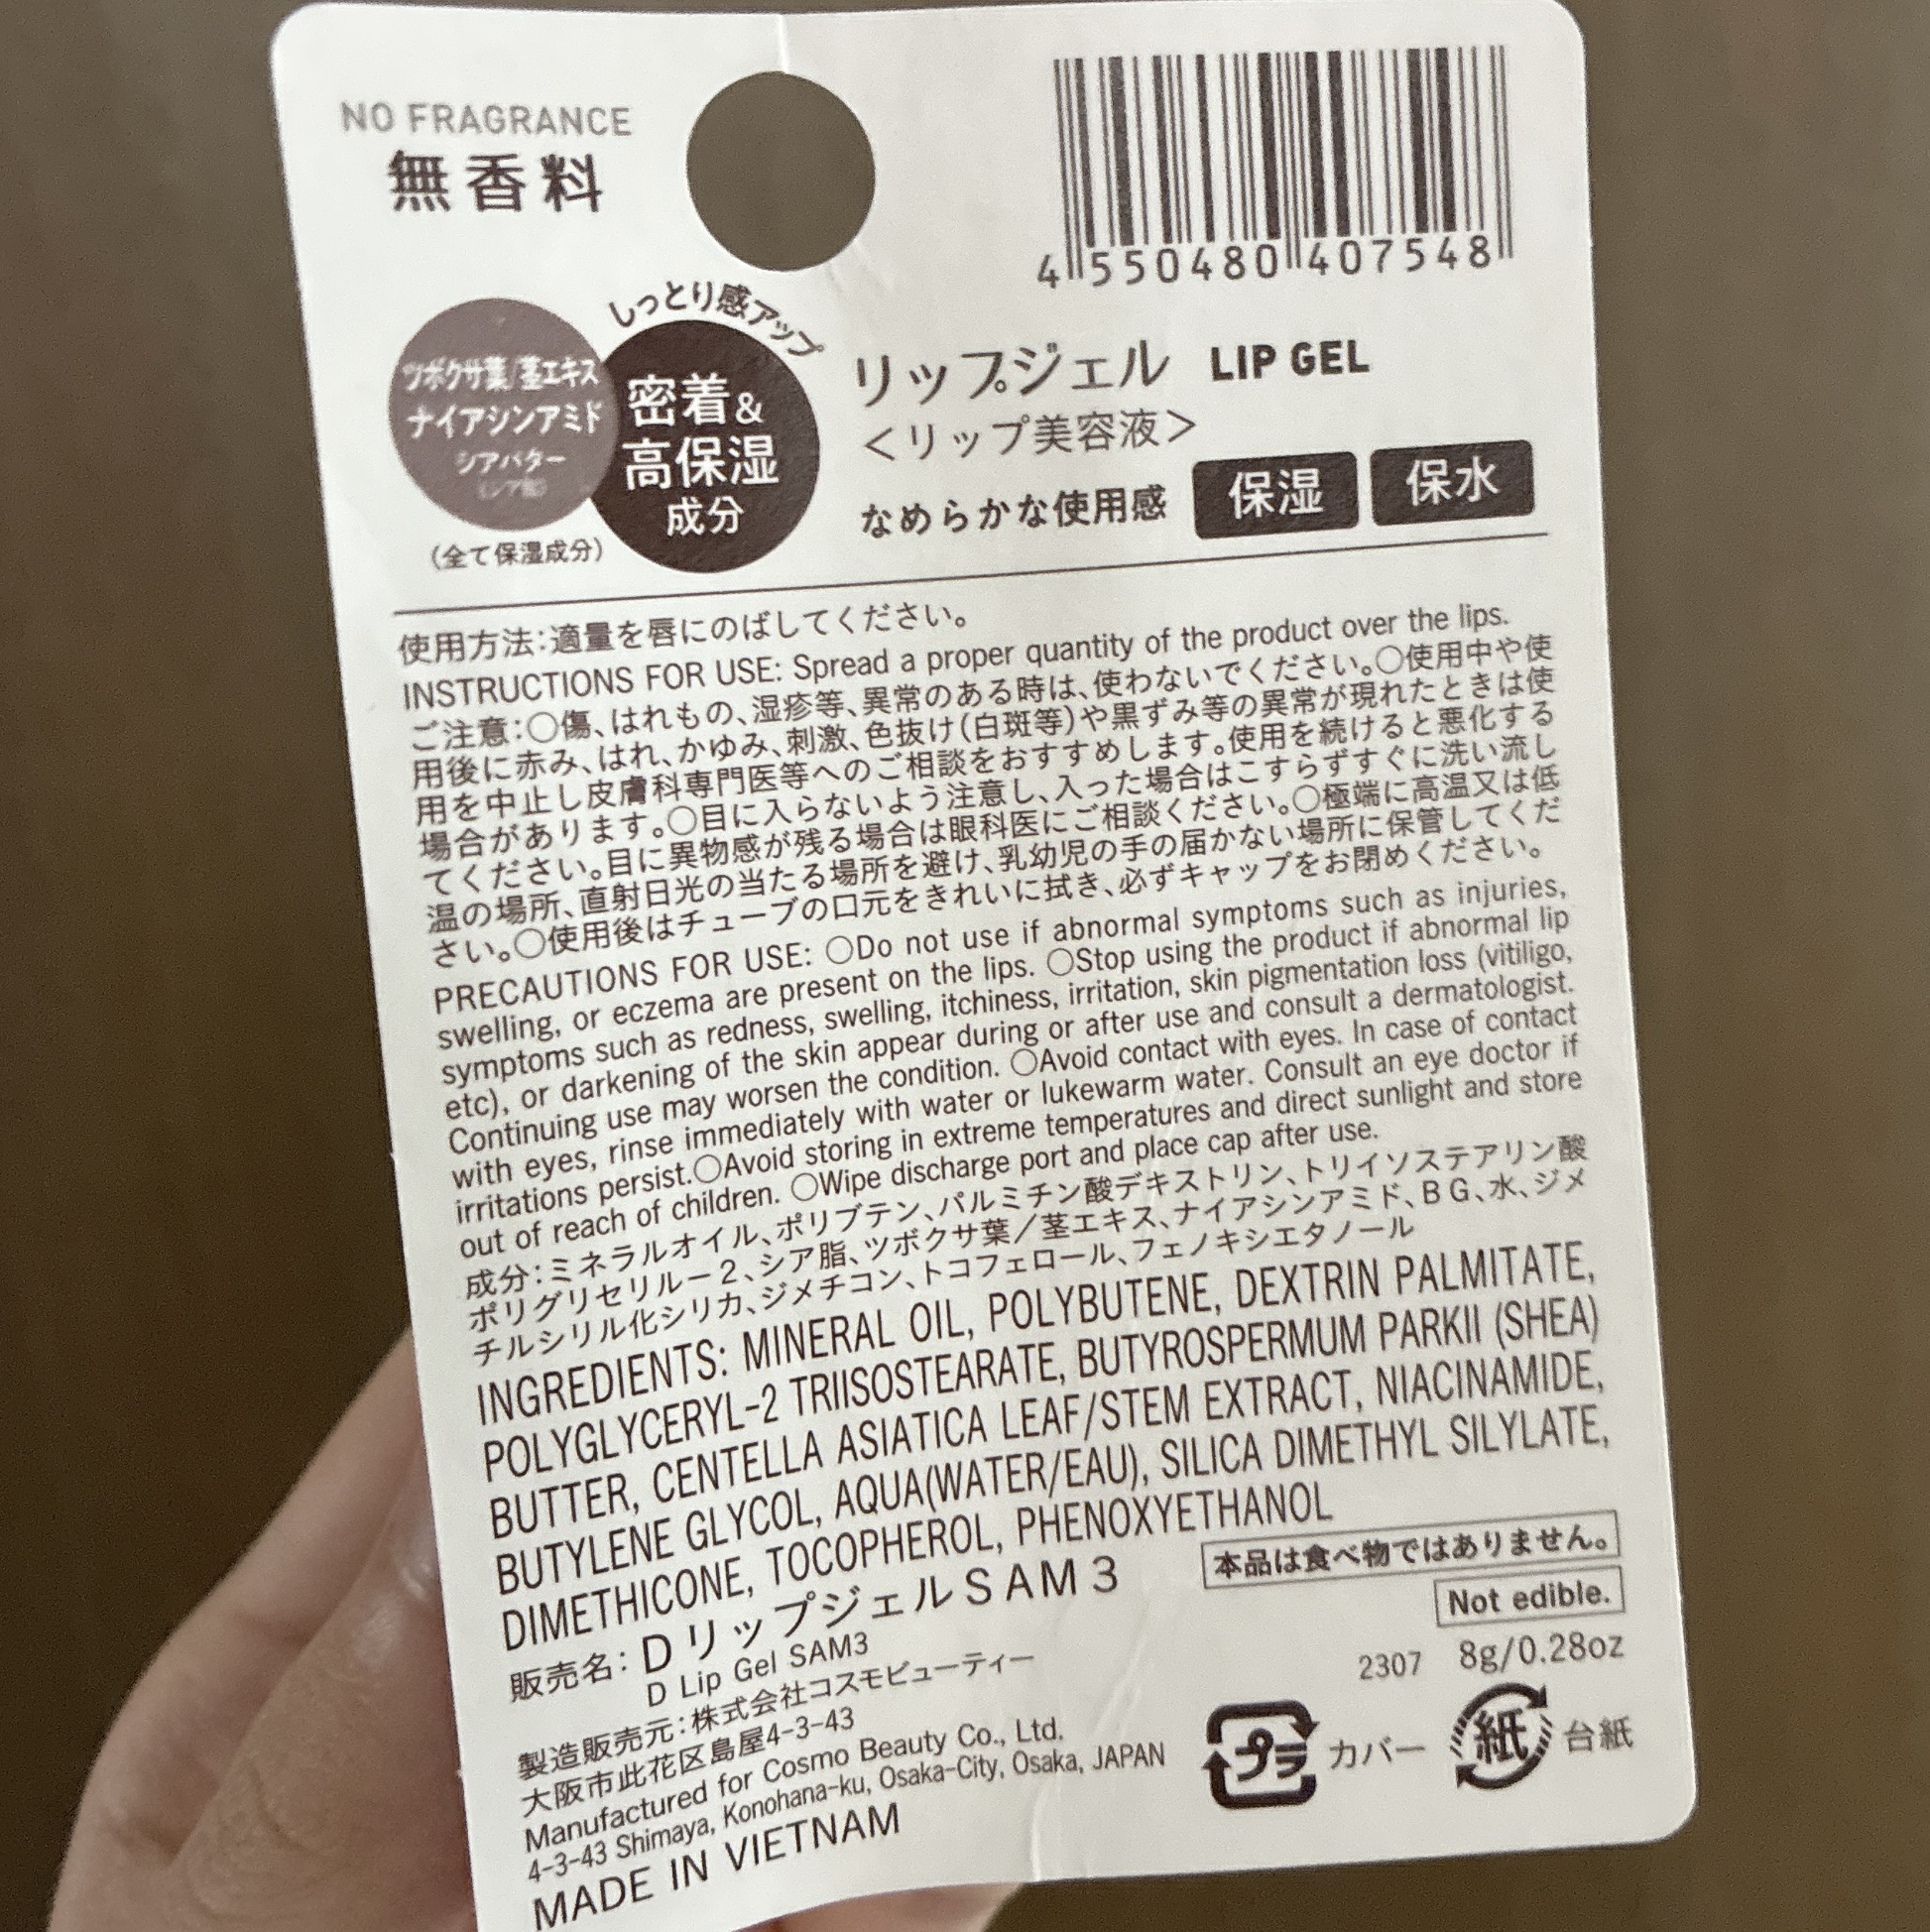 NO FRAGRANCE
無香料
4 550480 407548
ツボクサ葉/茎エキス
ナイアシンアミド
シアバター
(シア脂)
(全て保湿成分)
しっとり感アップ
密着&
高保湿
成分
リップジェル LIP GEL
<リップ美容液>
なめらかな使用感 保湿 保水
使用方法:適量を唇にのばしてください。
INSTRUCTIONS FOR USE: Spread a proper quantity of the product over the lips.
ご注意:○傷、はれもの、湿疹等、異常のある時は、使わないでください。○使用中や使
用後に赤み、はれ、かゆみ、刺激、色抜け(白斑等)や黒ずみ等の異常が現れたときは使
用を中止し皮膚科専門医等へのご相談をおすすめします。使用を続けると悪化する
場合があります。○目に入らないよう注意し、入った場合はこすらずすぐに洗い流し
てください。目に異物感が残る場合は眼科医にご相談ください。○極端に高温又は低
温の場所、直射日光の当たる場所を避け、乳幼児の手の届かない場所に保管してくだ
さい。○使用後はチューブの口元をきれいに拭き、必ずキャップをお閉めください。
PRECAUTIONS FOR USE: ○Do not use if abnormal symptoms such as injuries,
swelling, or eczema are present on the lips. ○Stop using the product if abnormal lip
symptoms such as redness, swelling, itchiness, irritation, skin pigmentation loss (vitiligo,
etc), or darkening of the skin appear during or after use and consult a dermatologist.
Continuing use may worsen the condition. ○Avoid contact with eyes. In case of contact
with eyes, rinse immediately with water or lukewarm water. Consult an eye doctor if
irritations persist.○Avoid storing in extreme temperatures and direct sunlight and store
out of reach of children. ○Wipe discharge port and place cap after use.
成分:ミネラルオイル、ポリブテン、パルミチン酸デキストリン、トリイソステアリン酸
ポリグリセリル－2、シア脂、ツボクサ葉/茎エキス、ナイアシンアミド、BG、水、ジメ
チルシリル化シリカ、ジメチコン、トコフェロール、フェノキシエタノール
INGREDIENTS: MINERAL OIL, POLYBUTENE, DEXTRIN PALMITATE,
POLYGLYCERYL-2 TRIISOSTEARATE, BUTYROSPERMUM PARKII (SHEA)
BUTTER, CENTELLA ASIATICA LEAF/STEM EXTRACT, NIACINAMIDE,
BUTYLENE GLYCOL, AQUA(WATER/EAU), SILICA DIMETHYL SILYLATE,
DIMETHICONE, TOCOPHEROL, PHENOXYETHANOL
本品は食べ物ではありません。
Not edible.
販売名:DリップジェルSAM3
D Lip Gel SAM3
2307 8g/0.28oz
製造販売元:株式会社コスモビューティー
大阪市此花区島屋4-3-43
Manufactured for Cosmo Beauty Co., Ltd.
4-3-43 Shimaya, Konohana-ku, Osaka-City, Osaka, JAPAN
MADE IN VIETNAM
プラ カバー 紙 台紙